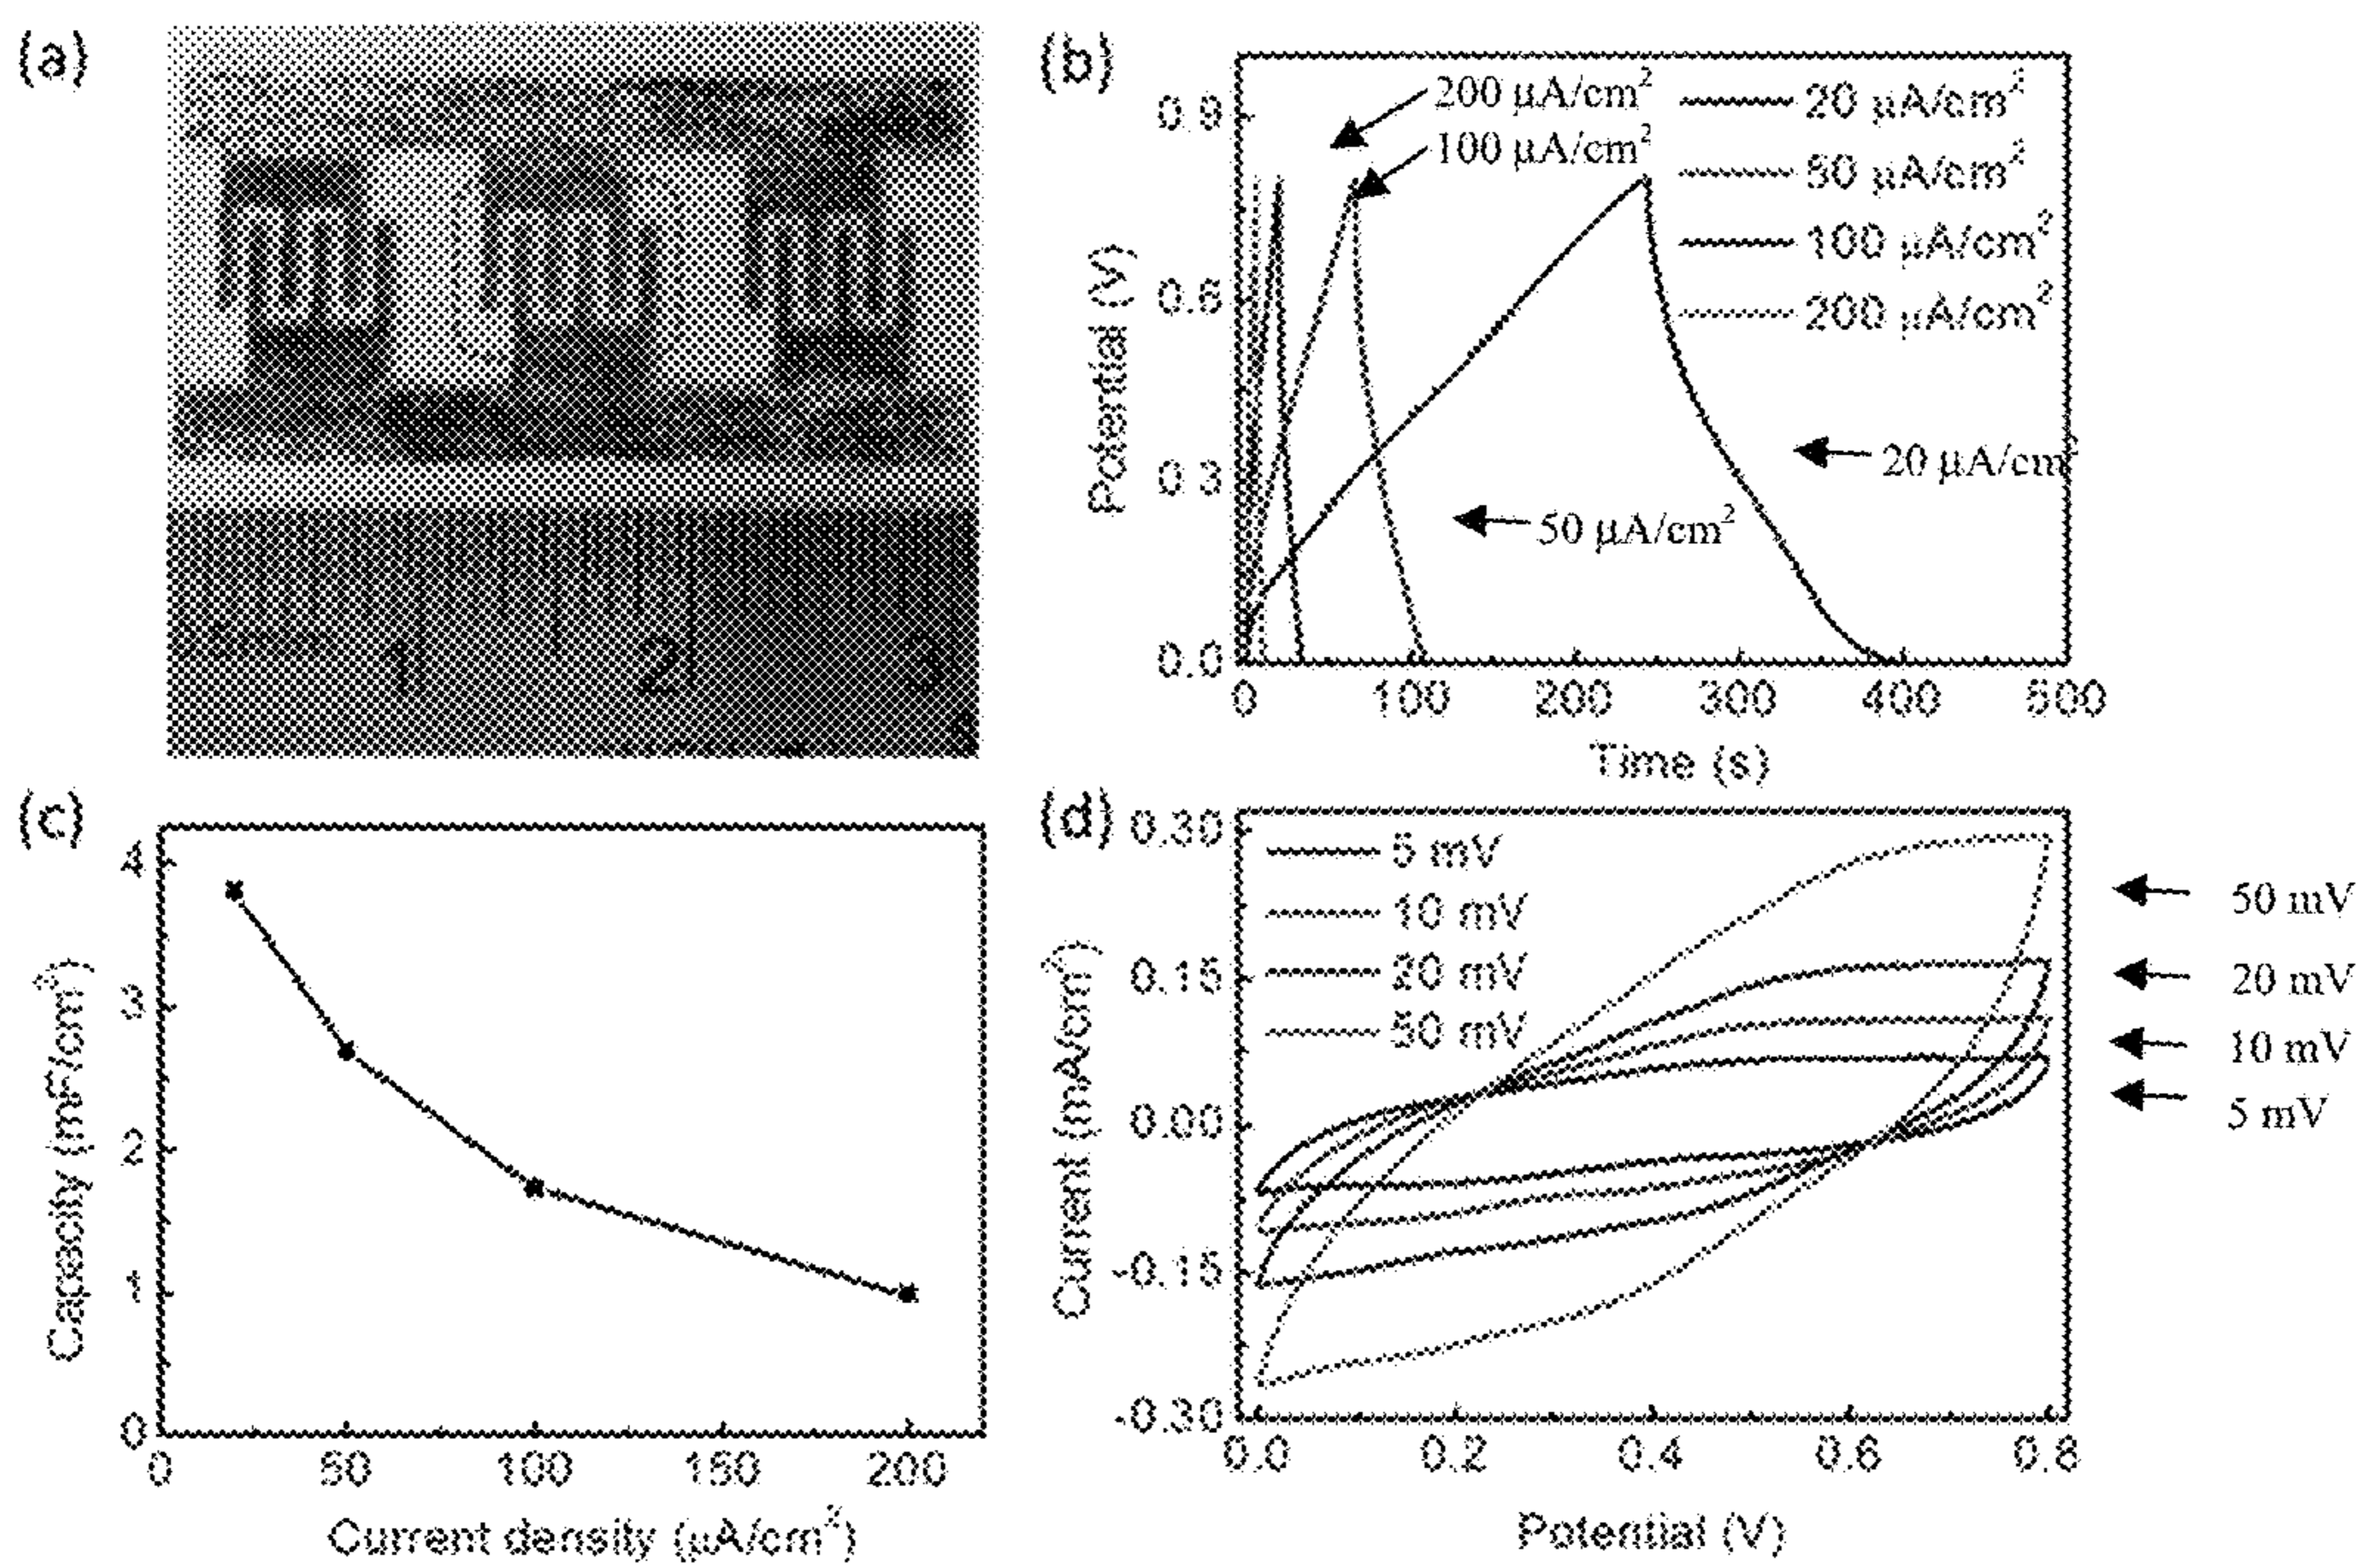 (a)
1
2
3
(b)
200 µA/cm²
100 µA/cm²
20 µA/cm²
50 µA/cm²
100 µA/cm²
200 µA/cm²
20 µA/cm²
50 µA/cm²
Potential (V)
0.9
0.6
0.3
0.0
0
100
200
300
400
500
Time (s)
(c)
Capacity (mF/cm²)
4
3
2
1
0
0
50
100
150
200
Current density (µA/cm²)
(d)
Current (mA/cm²)
0.30
0.15
0.00
-0.15
-0.30
5 mV
10 mV
20 mV
50 mV
50 mV
20 mV
10 mV
5 mV
0.0
0.2
0.4
0.6
0.8
Potential (V)